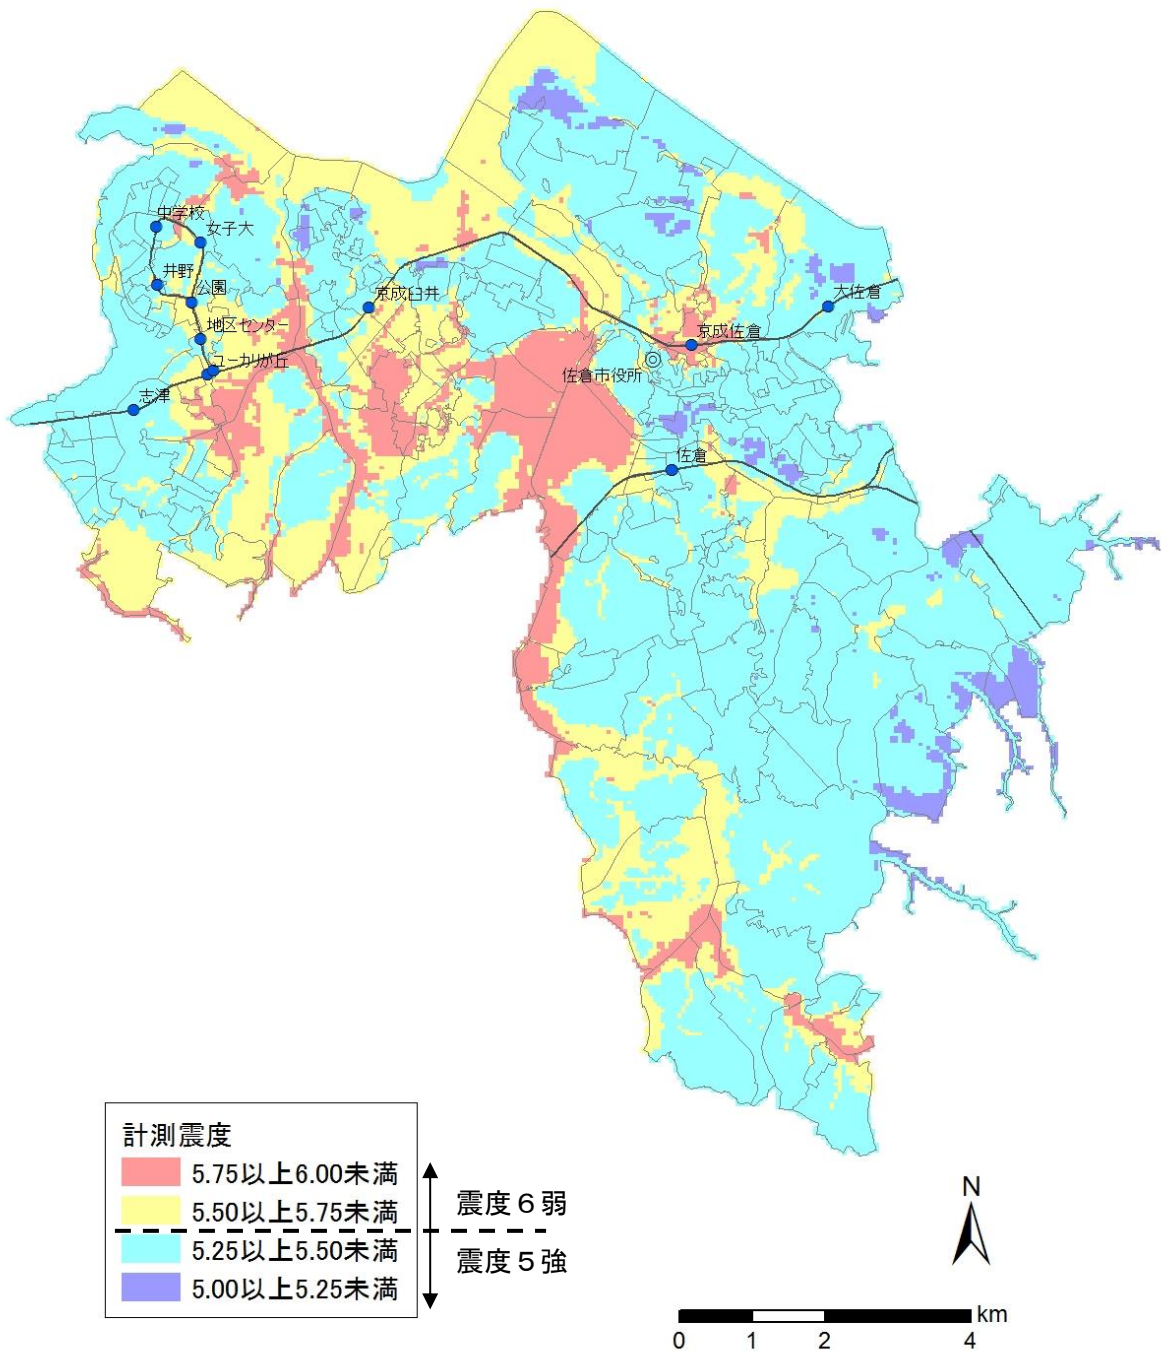 中学校
女子大
井野
公園
地区センター
ユーカリが丘
志津
京成臼井
京成佐倉
大佐倉
佐倉市役所
佐倉
計測震度
5.75以上6.00未満
5.50以上5.75未満
5.25以上5.50未満
5.00以上5.25未満
震度６弱
震度５強
N
km
0 1 2 4